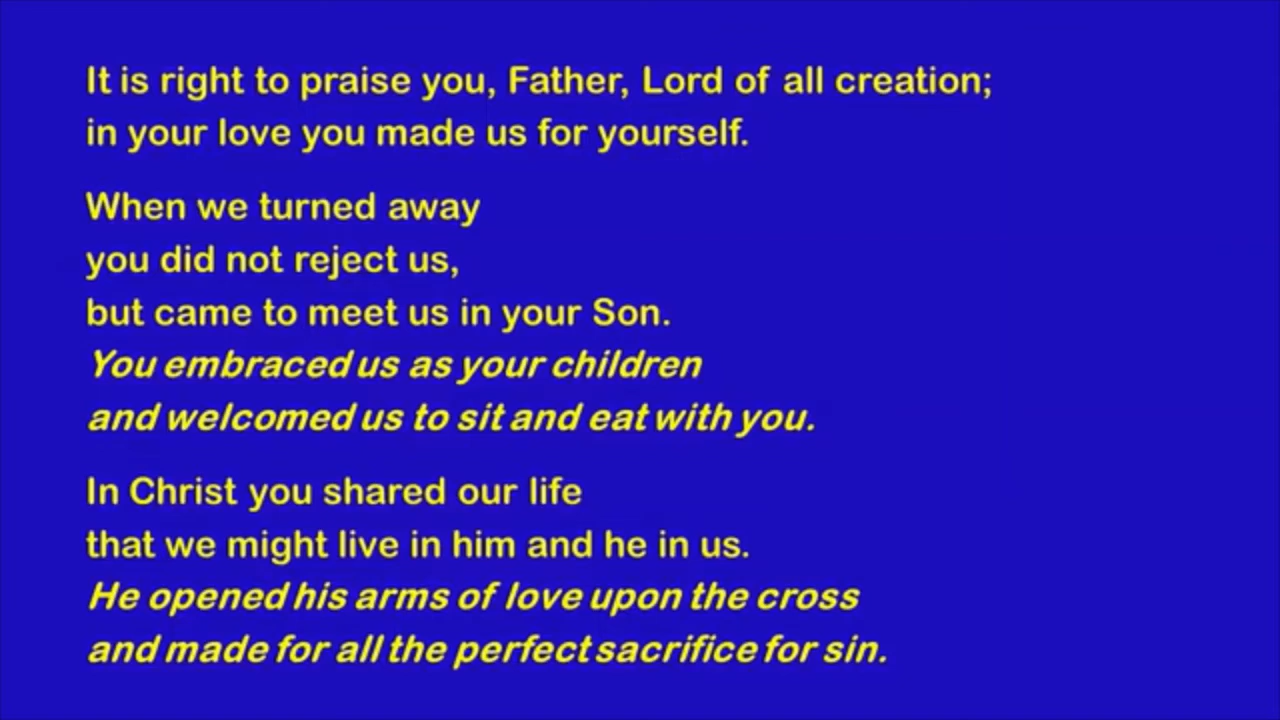 It is right to praise you, Father, Lord of all creation;
in your love you made us for yourself.
When we turned away
you did not reject us,
but came to meet us in your Son.
You embraced us as your children
and welcomed us to sit and eat with you.
In Christ you shared our life
that we might live in him and he in us.
He opened his arms of love upon the cross
and made for all the perfect sacrifice for sin.